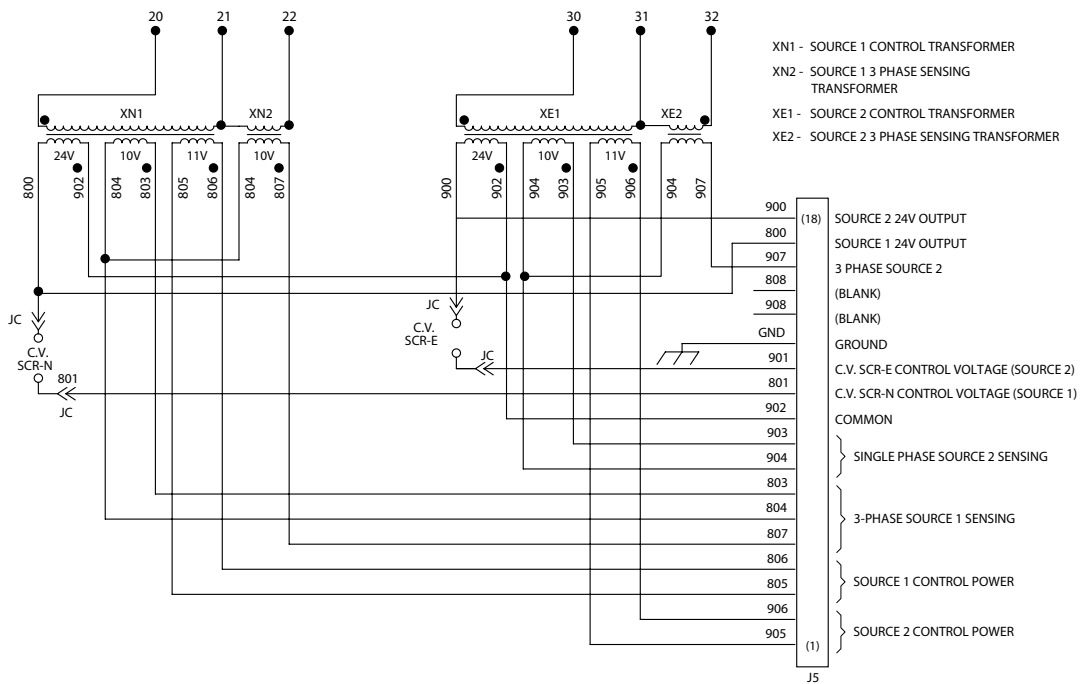 20 21 22 30 31 32
XN1 - SOURCE 1 CONTROL TRANSFORMER
XN2 - SOURCE 1 3 PHASE SENSING
TRANSFORMER
XE1 - SOURCE 2 CONTROL TRANSFORMER
XE2 - SOURCE 2 3 PHASE SENSING TRANSFORMER
XN1 XN2 XE1 XE2
24V 10V 11V 10V 24V 10V 11V
800 902 804 803 805 806 804 807 900 902 904 903 905 906 904 907
900 (18) SOURCE 2 24V OUTPUT
800 SOURCE 1 24V OUTPUT
907 3 PHASE SOURCE 2
808 (BLANK)
908 (BLANK)
GND GROUND
901 C.V. SCR-E CONTROL VOLTAGE (SOURCE 2)
801 C.V. SCR-N CONTROL VOLTAGE (SOURCE 1)
902 COMMON
903
904
SINGLE PHASE SOURCE 2 SENSING
803
804
807
3-PHASE SOURCE 1 SENSING
806
805
SOURCE 1 CONTROL POWER
906
905
SOURCE 2 CONTROL POWER
(1)
J5
JC
C.V.
SCR-N
801
JC
JC
C.V.
SCR-E
JC